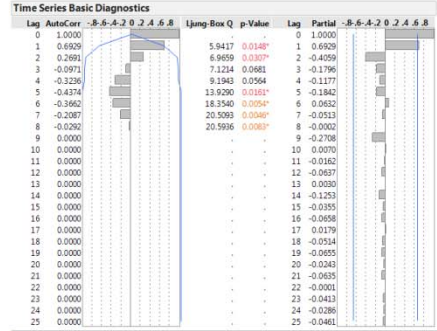 Time Series Basic Diagnostics
Lag AutoCorr -.8-.6-.4-.2 0 .2 .4 .6 .8 Ljung-Box Q p-Value Lag Partial -.8-.6-.4-.2 0 .2 .4 .6 .8
0 1.0000 . . 0 1.0000
1 0.6929 5.9417 0.0148* 1 0.6929
2 0.2691 6.9659 0.0307* 2 -0.4059
3 -0.0971 7.1214 0.0681 3 -0.1796
4 -0.3236 9.1943 0.0564 4 -0.1177
5 -0.4374 13.9290 0.0161* 5 -0.1842
6 -0.3662 18.3540 0.0054* 6 0.0632
7 -0.2087 20.5093 0.0046* 7 -0.0513
8 -0.0292 20.5936 0.0083* 8 -0.0002
9 0.0000 . . 9 -0.2708
10 0.0000 . . 10 0.0070
11 0.0000 . . 11 -0.0162
12 0.0000 . . 12 -0.0637
13 0.0000 . . 13 0.0030
14 0.0000 . . 14 -0.1253
15 0.0000 . . 15 -0.0355
16 0.0000 . . 16 -0.0658
17 0.0000 . . 17 0.0179
18 0.0000 . . 18 -0.0514
19 0.0000 . . 19 -0.0655
20 0.0000 . . 20 -0.0243
21 0.0000 . . 21 -0.0635
22 0.0000 . . 22 -0.0001
23 0.0000 . . 23 -0.0413
24 0.0000 . . 24 -0.0286
25 0.0000 . . 25 -0.0461